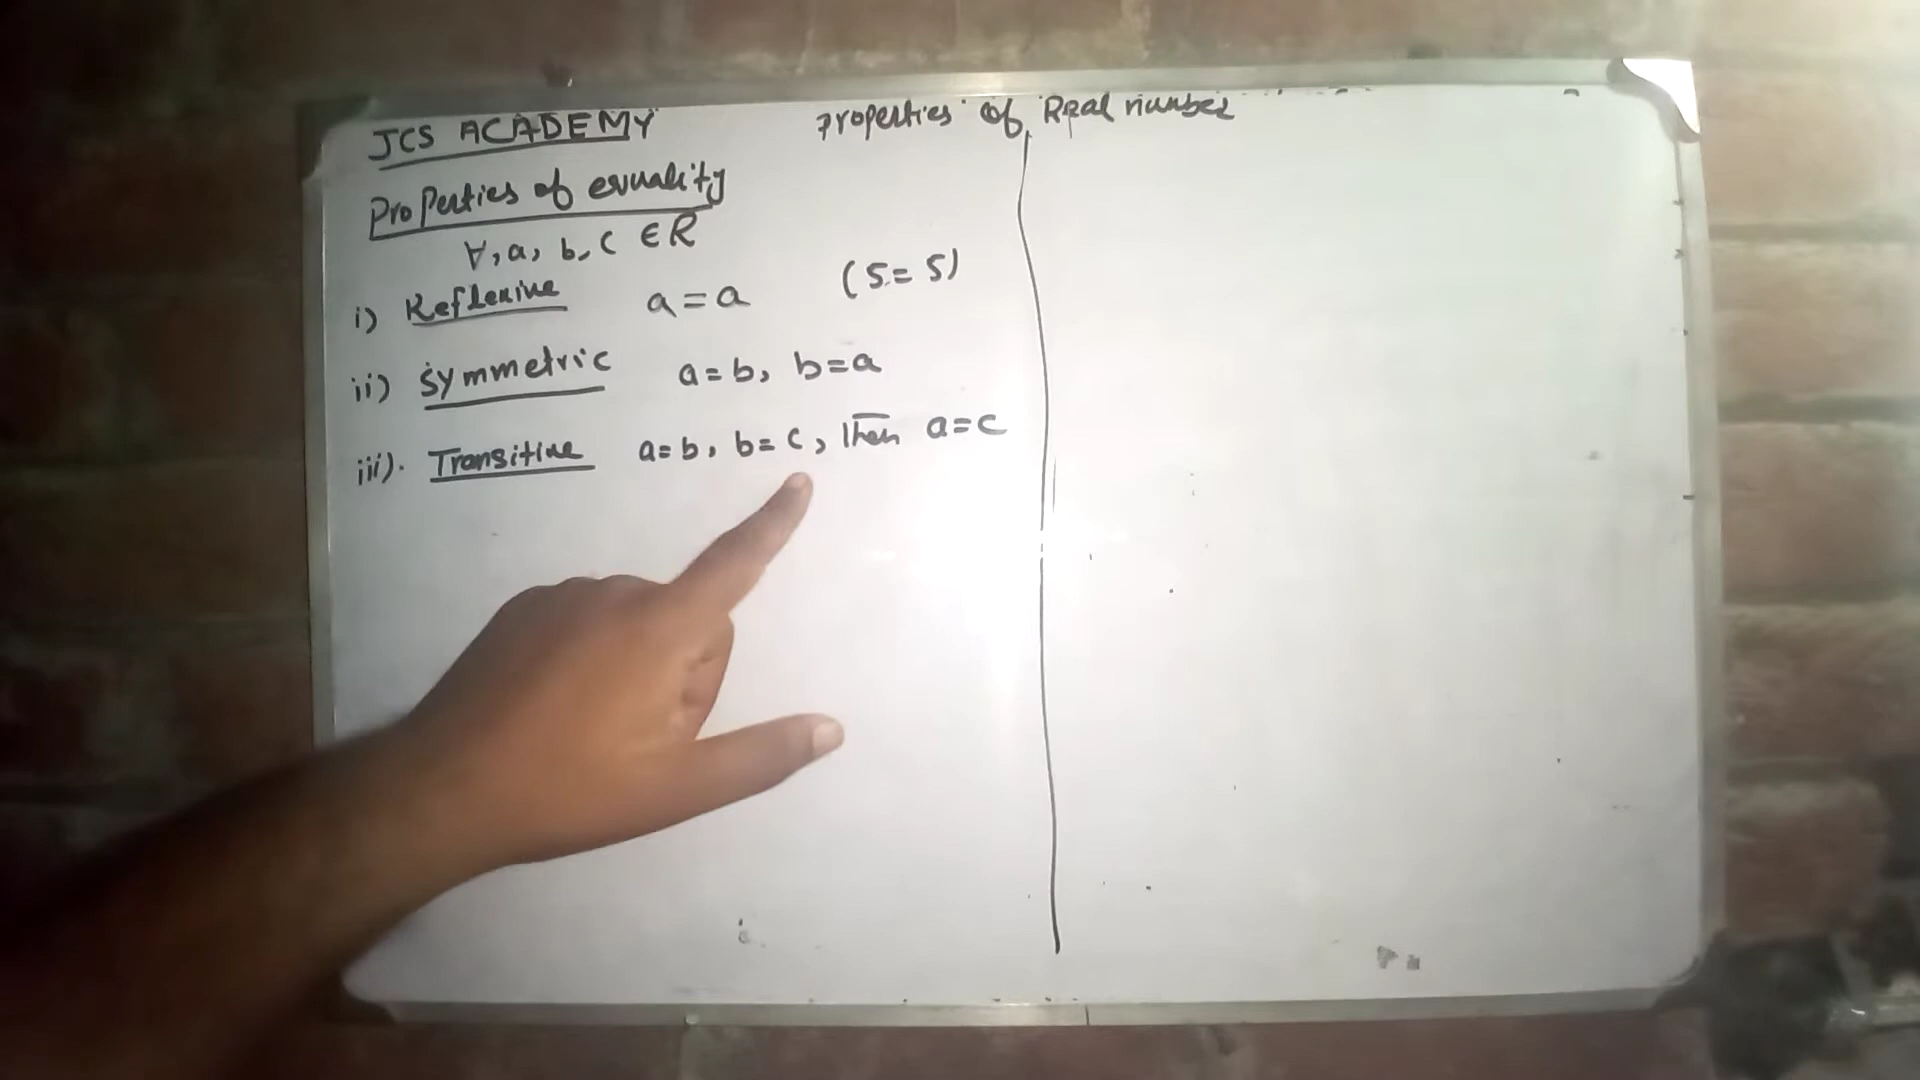 JCS ACADEMY
Properties of Real number
Properties of equality
∀, a, b, c ∈ R
i) Reflexive a = a (5 = 5)
ii) Symmetric a = b, b = a
iii). Transitive a = b, b = c, Then a = c